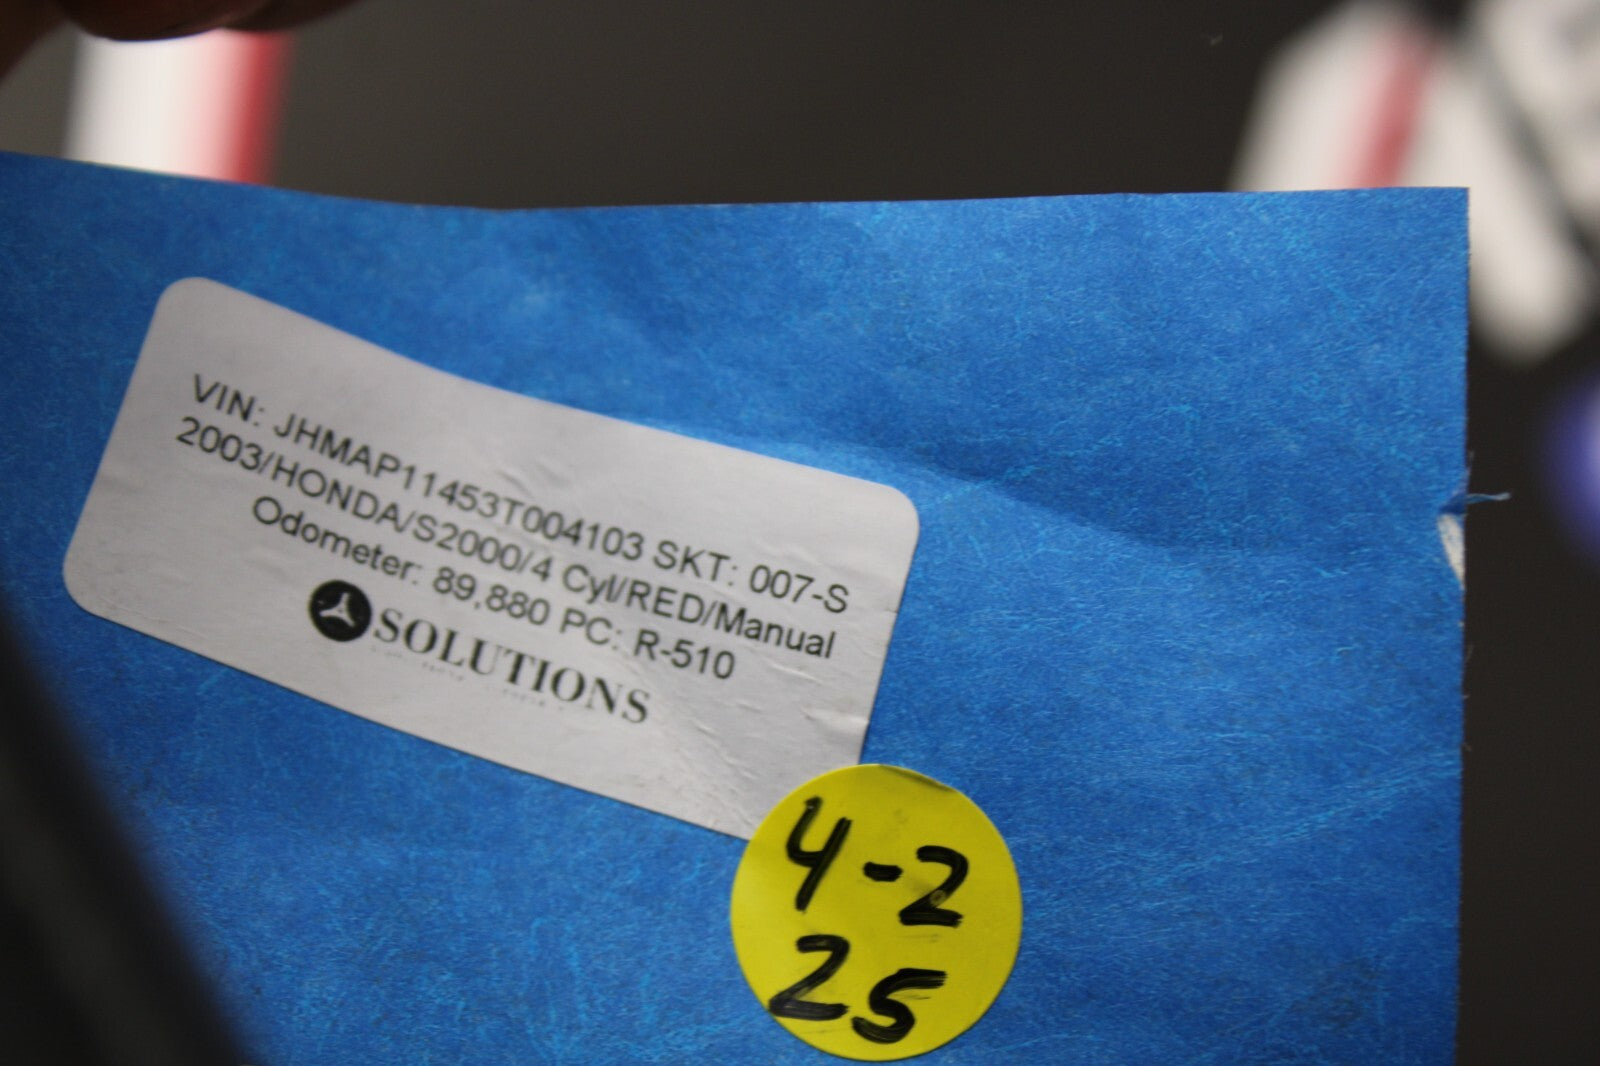 VIN: JHMAP11453T004103 SKT: 007-S
2003/HONDA/S2000/4 Cyl/RED/Manual
Odometer: 89,880 PC: R-510
SOLUTIONS
4-2
25